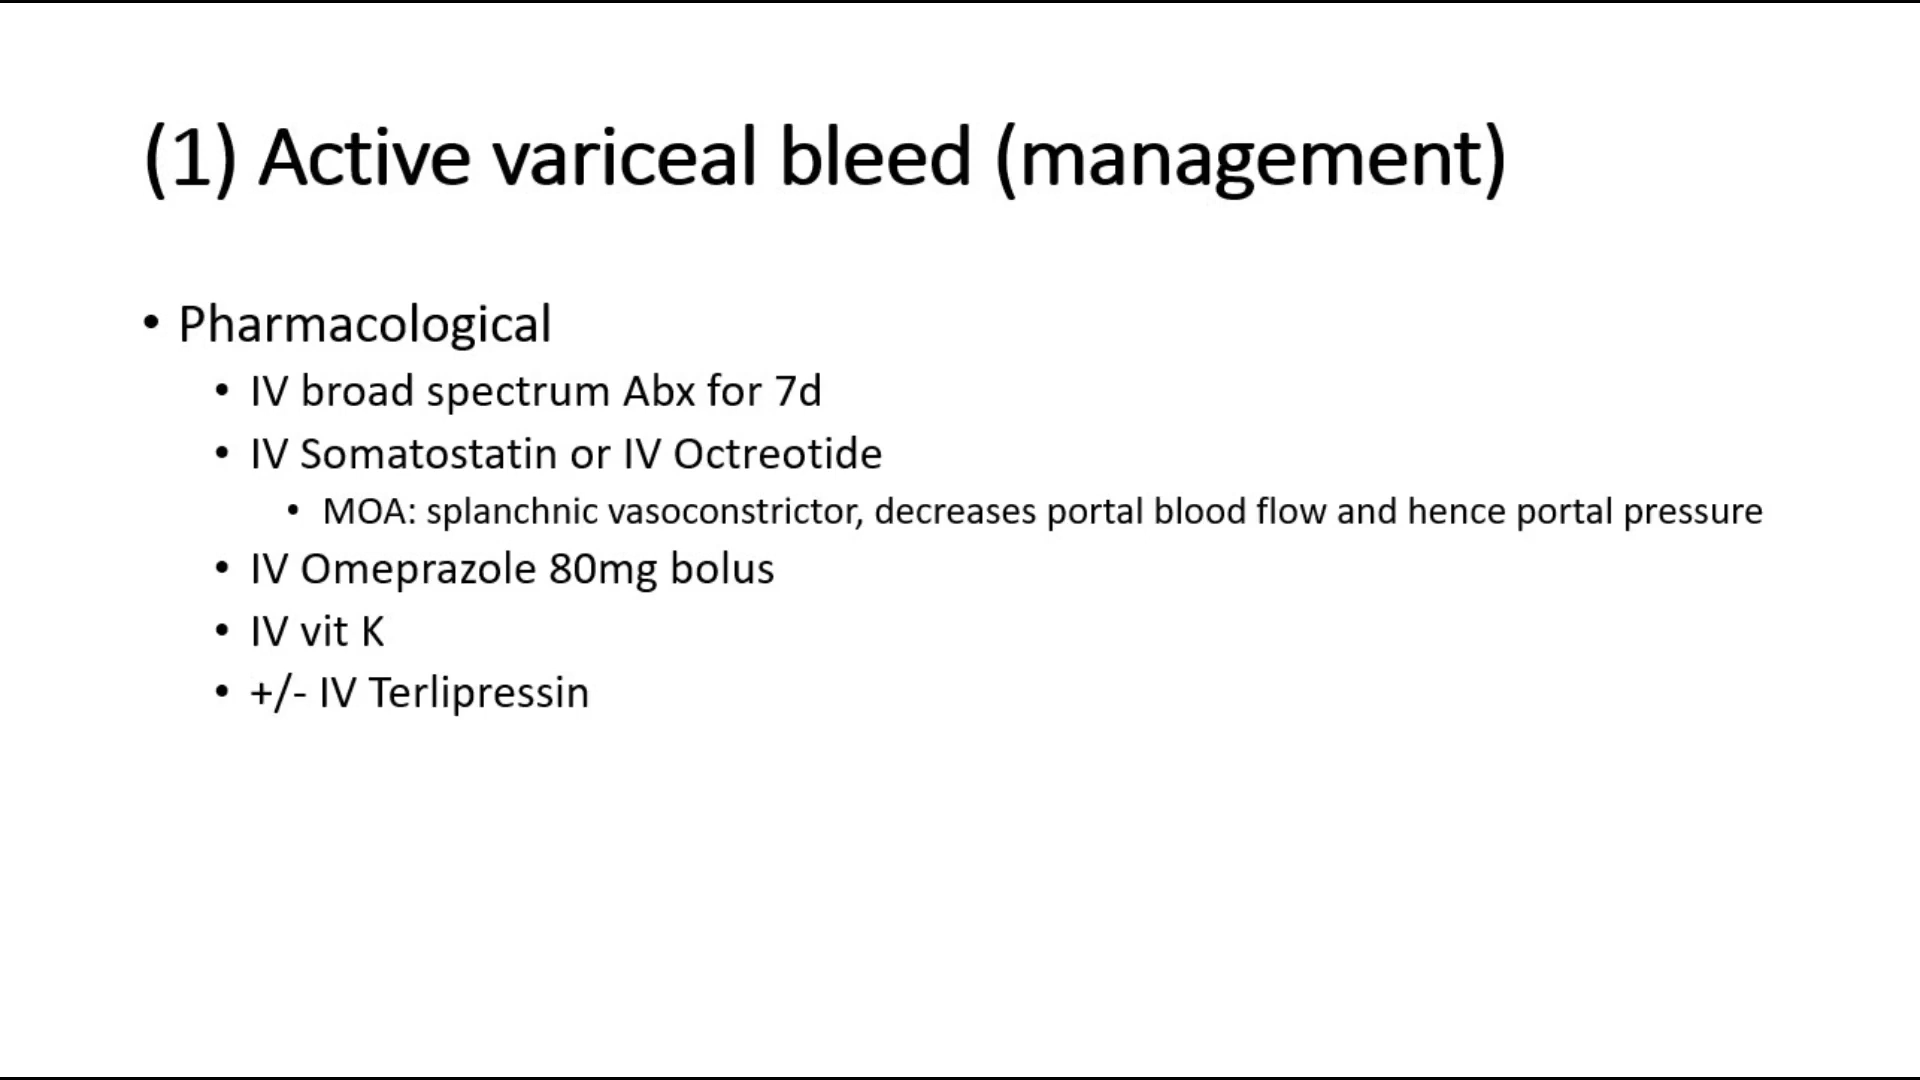 (1) Active variceal bleed (management)
• Pharmacological
• IV broad spectrum Abx for 7d
• IV Somatostatin or IV Octreotide
• MOA: splanchnic vasoconstrictor, decreases portal blood flow and hence portal pressure
• IV Omeprazole 80mg bolus
• IV vit K
• +/- IV Terlipressin